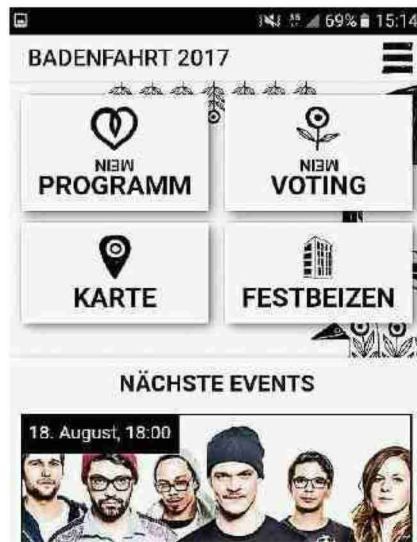 69% 15:14
BADENFAHRT 2017
MEIN
PROGRAMM
MEIN
VOTING
KARTE
FESTBEIZEN
NÄCHSTE EVENTS
18. August, 18:00